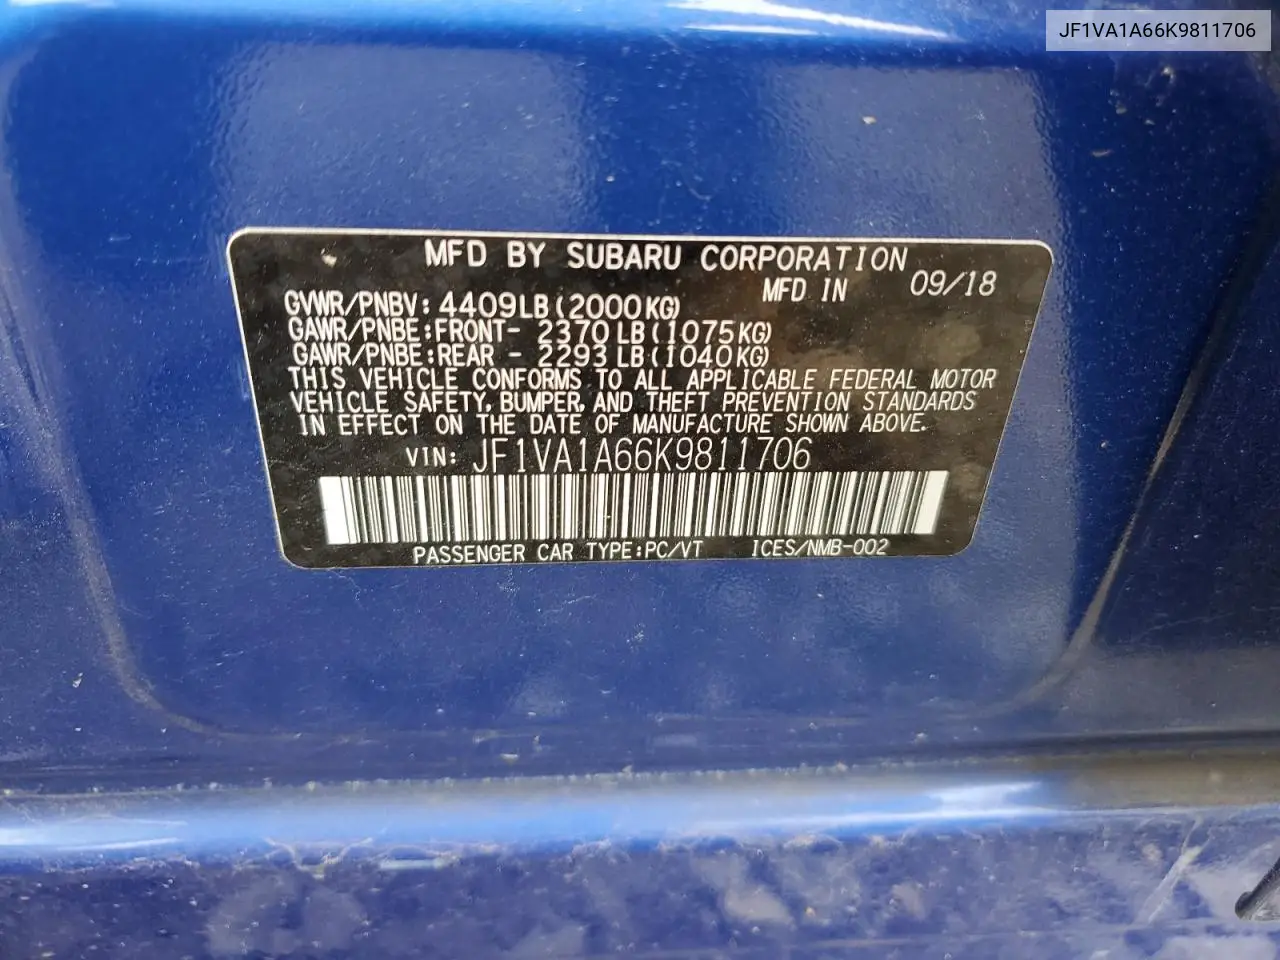 JF1VA1A66K9811706
MFD BY SUBARU CORPORATION
MFD IN 09/18
GVWR/PNBV: 4409LB(2000KG)
GAWR/PNBE:FRONT- 2370LB(1075KG)
GAWR/PNBE:REAR - 2293LB(1040KG)
THIS VEHICLE CONFORMS TO ALL APPLICABLE FEDERAL MOTOR
VEHICLE SAFETY, BUMPER, AND THEFT PREVENTION STANDARDS
IN EFFECT ON THE DATE OF MANUFACTURE SHOWN ABOVE.
VIN: JF1VA1A66K9811706
PASSENGER CAR TYPE:PC/VT ICES/NMB-002